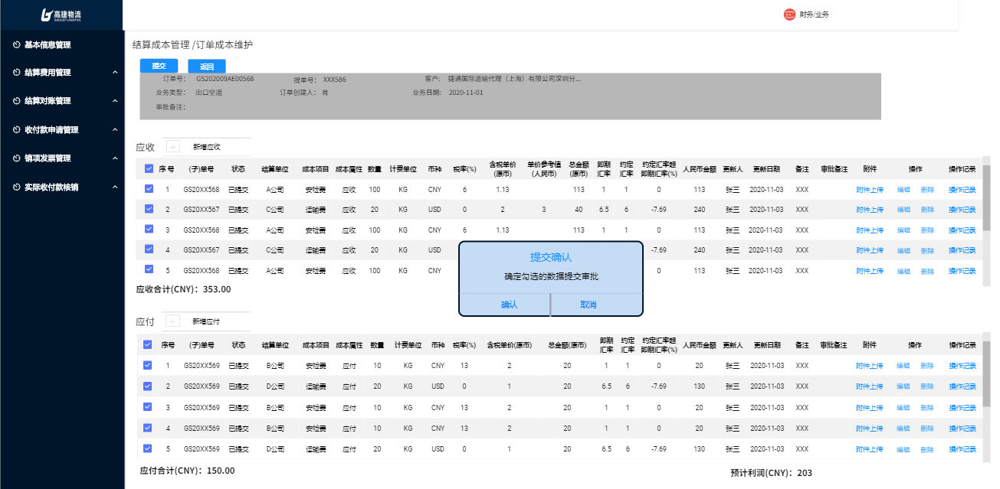 高捷物流
GOLDJET LOGISTICS
财务/业务
基本信息管理
结算费用管理
结算对账管理
收付款申请管理
销项发票管理
实际收付款核销
结算成本管理 /订单成本维护
提交 返回
订单号： GS202009AE00568 提单号： XXX586 客户： 捷通国际运输代理（上海）有限公司深圳分...
业务类型： 出口空运 订单创建人： 肖 业务日期： 2020-11-01
审批备注：
应收 新增应收
序号 (子)单号 状态 结算单位 成本项目 成本属性 数量 计费单位 币种 税率(%) 含税单价(原币) 单价参考值(人民币) 总金额(原币) 即期汇率 约定汇率 约定汇率超即期汇率(%) 人民币金额 更新人 更新日期 备注 审批备注 附件 操作 操作记录
1 GS20XX568 已提交 A公司 安检费 应收 100 KG CNY 6 1.13 113 1 1 0 113 张三 2020-11-03 XXX 附件上传 编辑 删除 操作记录
2 GS20XX567 已提交 C公司 运输费 应收 20 KG USD 0 2 3 40 6.5 6 -7.69 240 张三 2020-11-03 XXX 附件上传 编辑 删除 操作记录
3 GS20XX568 已提交 A公司 安检费 应收 100 KG CNY 6 1.13 113 1 1 0 113 张三 2020-11-03 XXX 附件上传 编辑 删除 操作记录
4 GS20XX567 已提交 C公司 运输费 应收 20 KG USD -7.69 240 张三 2020-11-03 XXX 附件上传 编辑 删除 操作记录
5 GS20XX568 已提交 A公司 安检费 应收 100 KG CNY 0 113 张三 2020-11-03 XXX 附件上传 编辑 删除 操作记录
提交确认
确定勾选的数据提交审批
确认 取消
应收合计(CNY)：353.00
应付 新增应付
序号 (子)单号 状态 结算单位 成本项目 成本属性 数量 计费单位 币种 税率(%) 含税单价(原币) 总金额(原币) 即期汇率 约定汇率 约定汇率超即期汇率(%) 人民币金额 更新人 更新日期 备注 审批备注 附件 操作 操作记录
1 GS20XX569 已提交 B公司 安检费 应付 10 KG CNY 13 2 20 1 1 0 20 张三 2020-11-03 XXX 附件上传 编辑 删除 操作记录
2 GS20XX569 已提交 D公司 运输费 应付 20 KG USD 0 1 20 6.5 6 -7.69 130 张三 2020-11-03 XXX 附件上传 编辑 删除 操作记录
3 GS20XX569 已提交 B公司 安检费 应付 10 KG CNY 13 2 20 1 1 0 20 张三 2020-11-03 XXX 附件上传 编辑 删除 操作记录
4 GS20XX569 已提交 B公司 安检费 应付 10 KG CNY 13 2 20 1 1 0 20 张三 2020-11-03 XXX 附件上传 编辑 删除 操作记录
5 GS20XX569 已提交 D公司 运输费 应付 20 KG USD 0 1 20 6.5 6 -7.69 130 张三 2020-11-03 XXX 附件上传 编辑 删除 操作记录
应付合计(CNY)：150.00
预计利润(CNY)：203